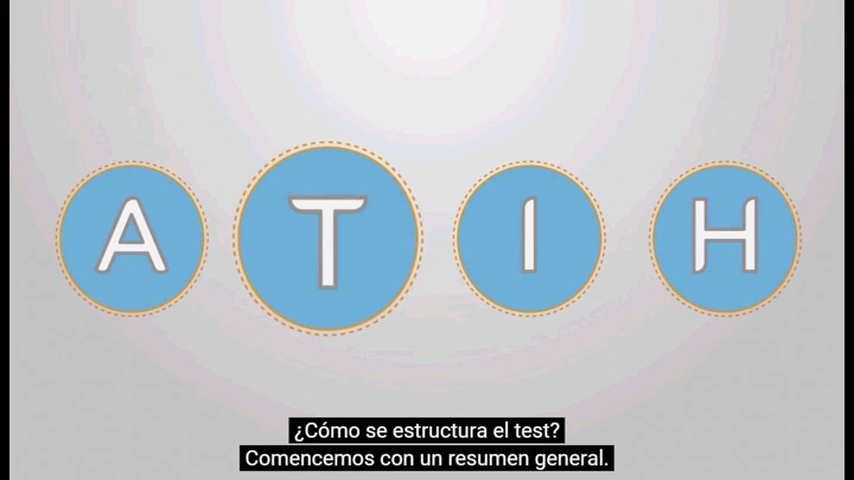 A T I H
¿Cómo se estructura el test?
Comencemos con un resumen general.